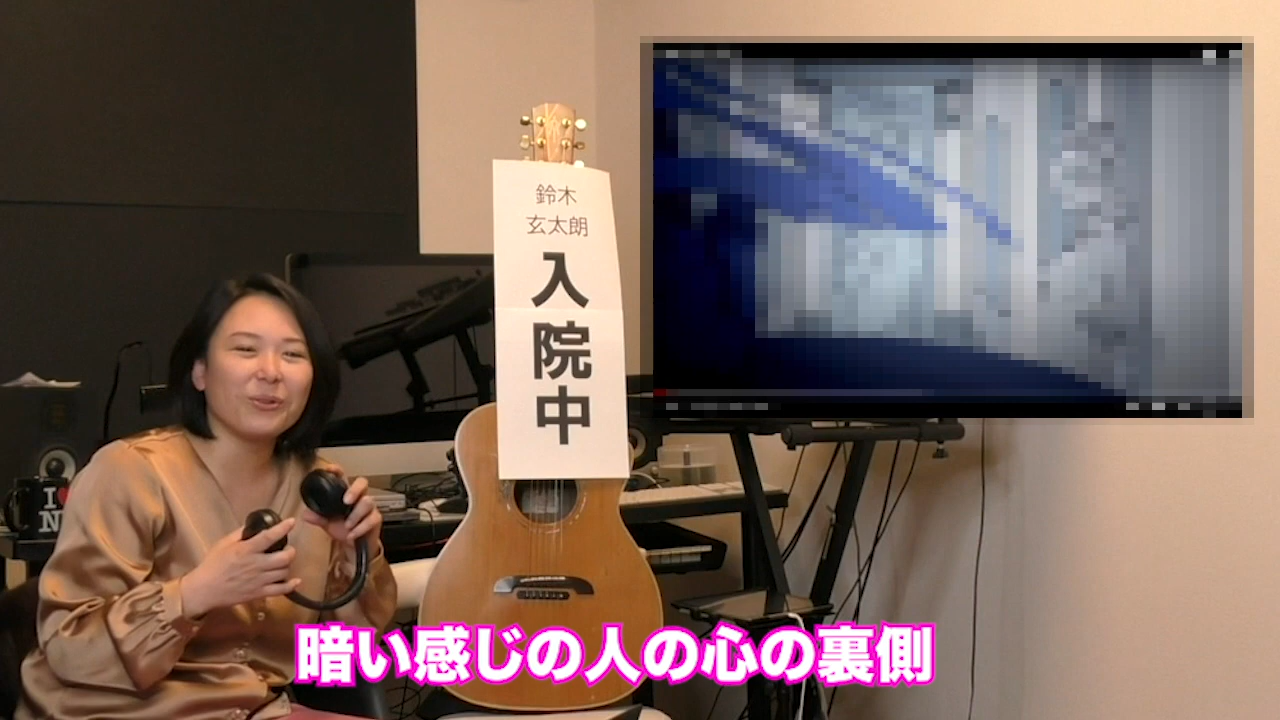 鈴木
玄太朗
入院中
I
N
暗い感じの人の心の裏側